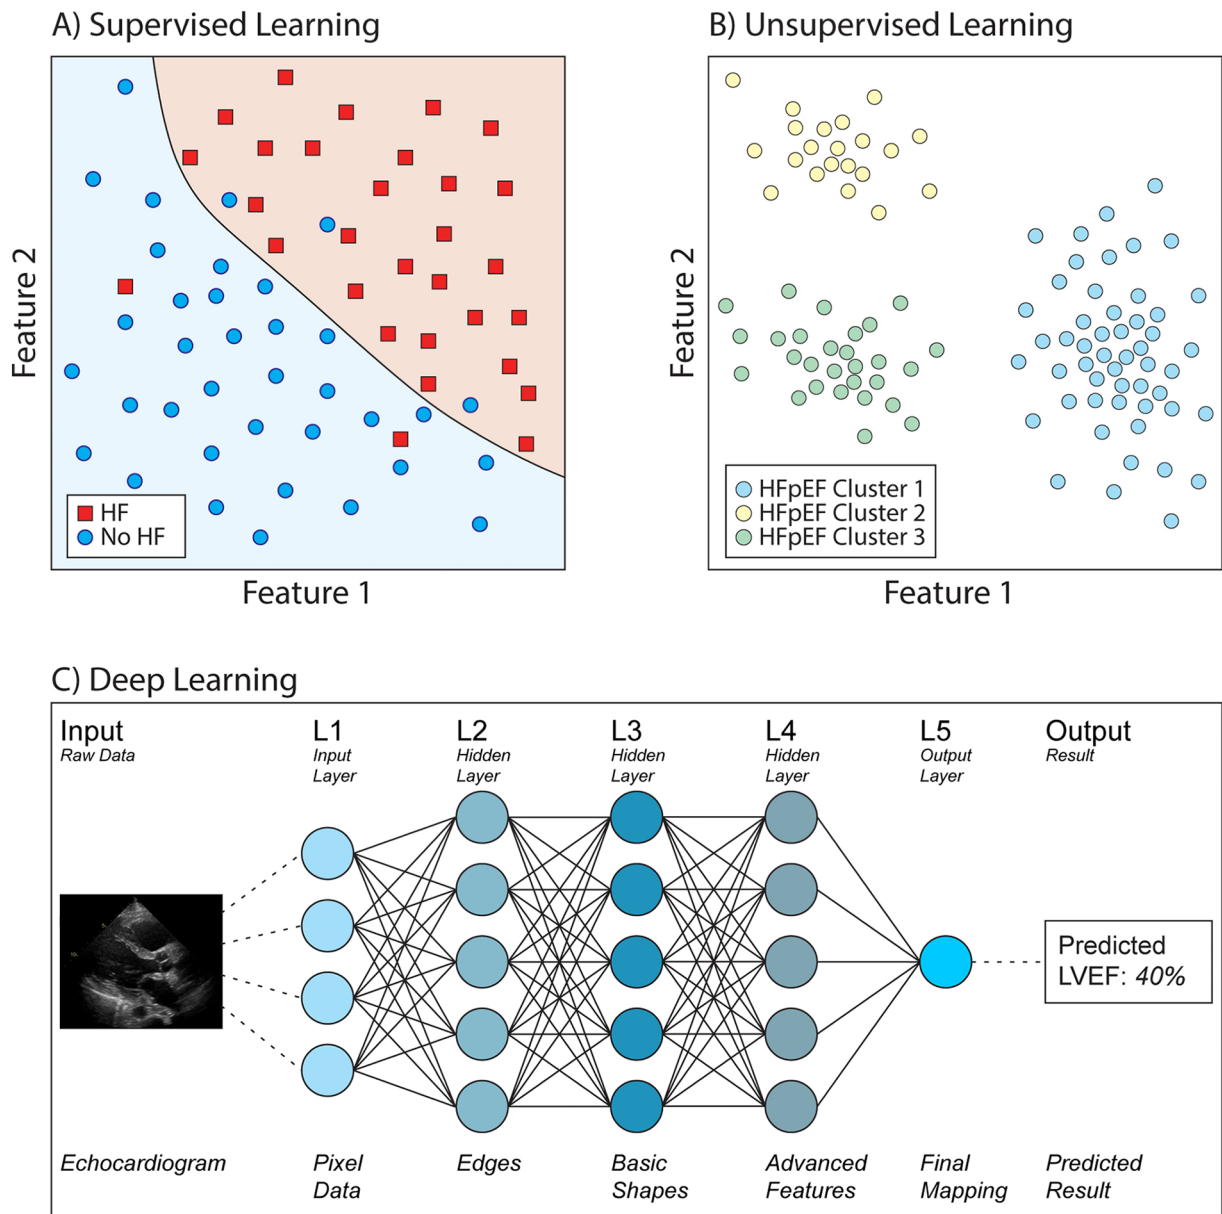 A) Supervised Learning
Feature 2
HF
No HF
Feature 1
B) Unsupervised Learning
Feature 2
HFpEF Cluster 1
HFpEF Cluster 2
HFpEF Cluster 3
Feature 1
C) Deep Learning
Input
Raw Data
L1
Input
Layer
L2
Hidden
Layer
L3
Hidden
Layer
L4
Hidden
Layer
L5
Output
Layer
Output
Result
Predicted
LVEF: 40%
Echocardiogram
Pixel
Data
Edges
Basic
Shapes
Advanced
Features
Final
Mapping
Predicted
Result